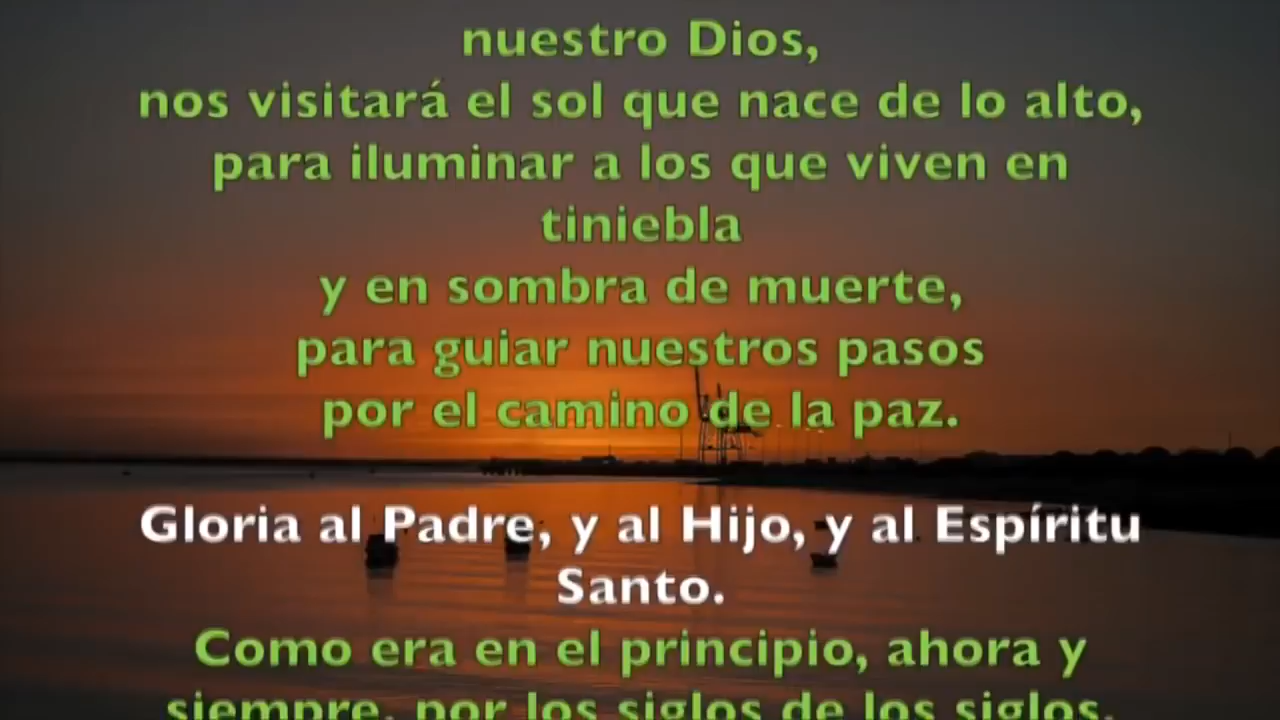 nuestro Dios,
nos visitará el sol que nace de lo alto,
para iluminar a los que viven en
tiniebla
y en sombra de muerte,
para guiar nuestros pasos
por el camino de la paz.
Gloria al Padre, y al Hijo, y al Espíritu
Santo.
Como era en el principio, ahora y
siempre, por los siglos de los siglos.